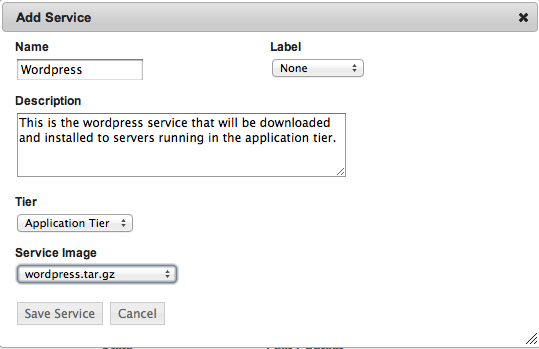 Add Service
Name Label
Wordpress None
Description
This is the wordpress service that will be downloaded
and installed to servers running in the application tier.
Tier
Application Tier
Service Image
wordpress.tar.gz
Save Service Cancel